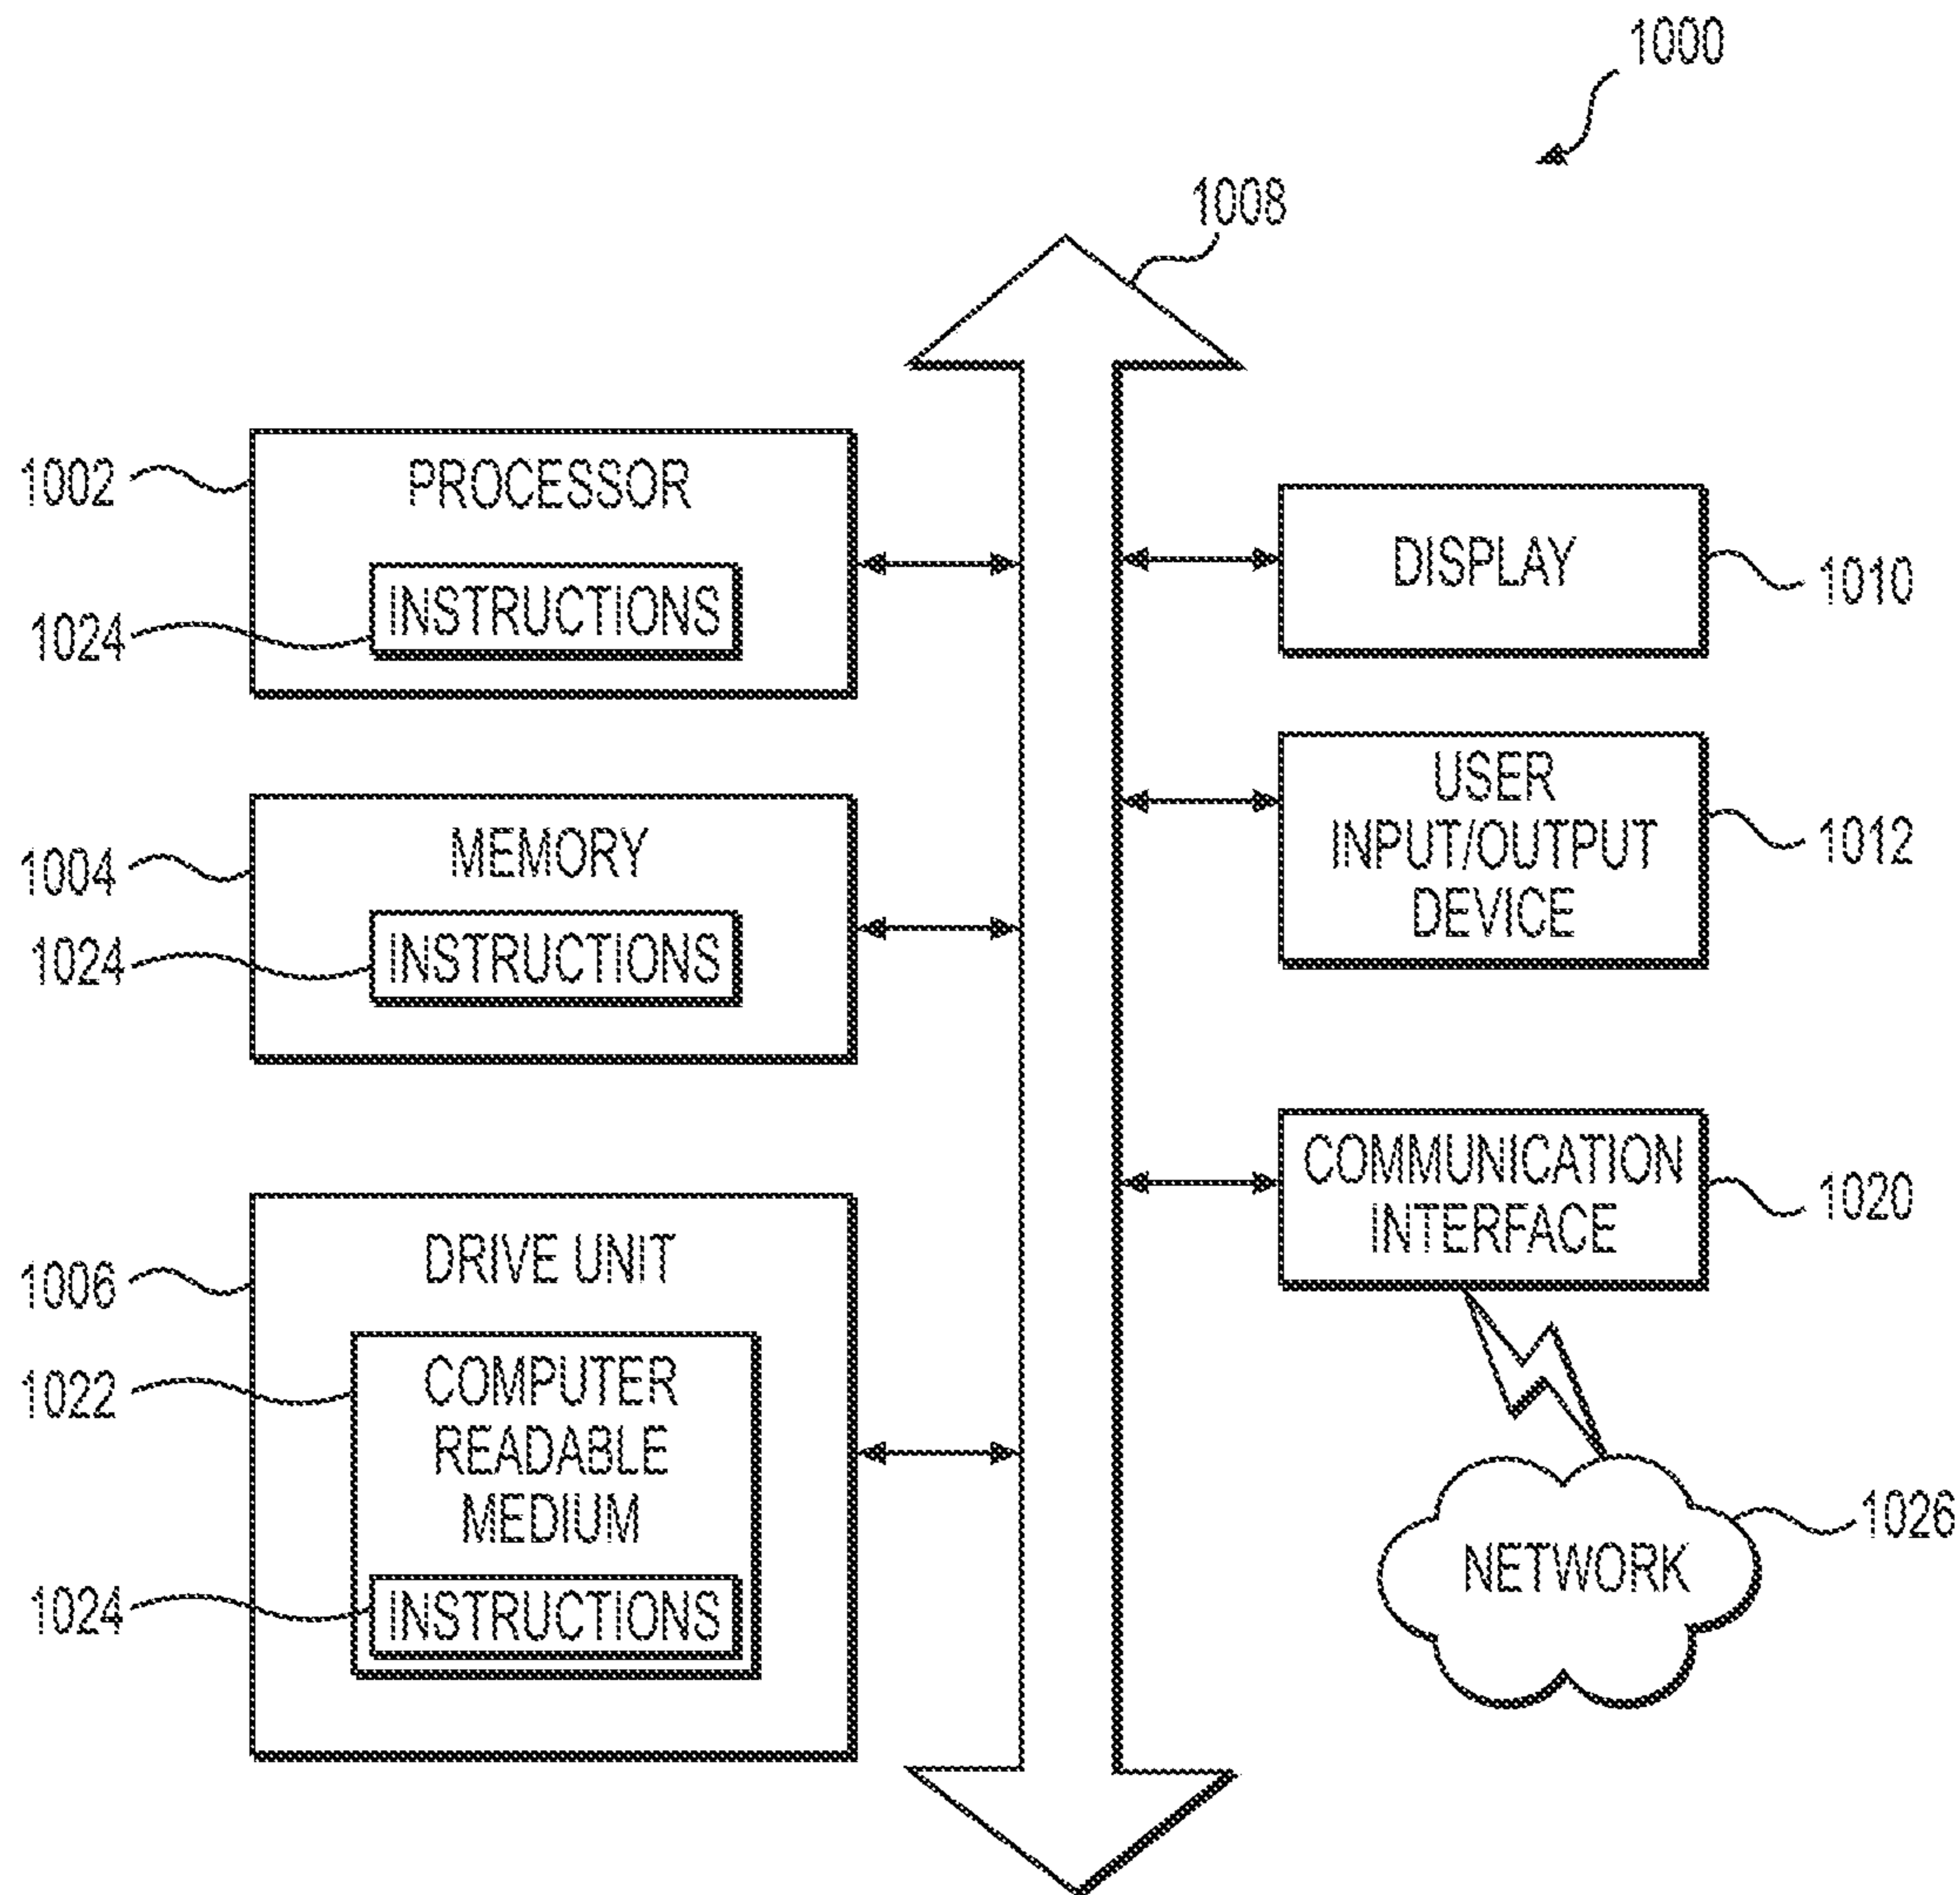 1000
1008
1002
PROCESSOR
INSTRUCTIONS
1024
1004
MEMORY
INSTRUCTIONS
1024
1006
DRIVE UNIT
1022
COMPUTER
READABLE
MEDIUM
1024
INSTRUCTIONS
DISPLAY
1010
USER
INPUT/OUTPUT
DEVICE
1012
COMMUNICATION
INTERFACE
1020
NETWORK
1026